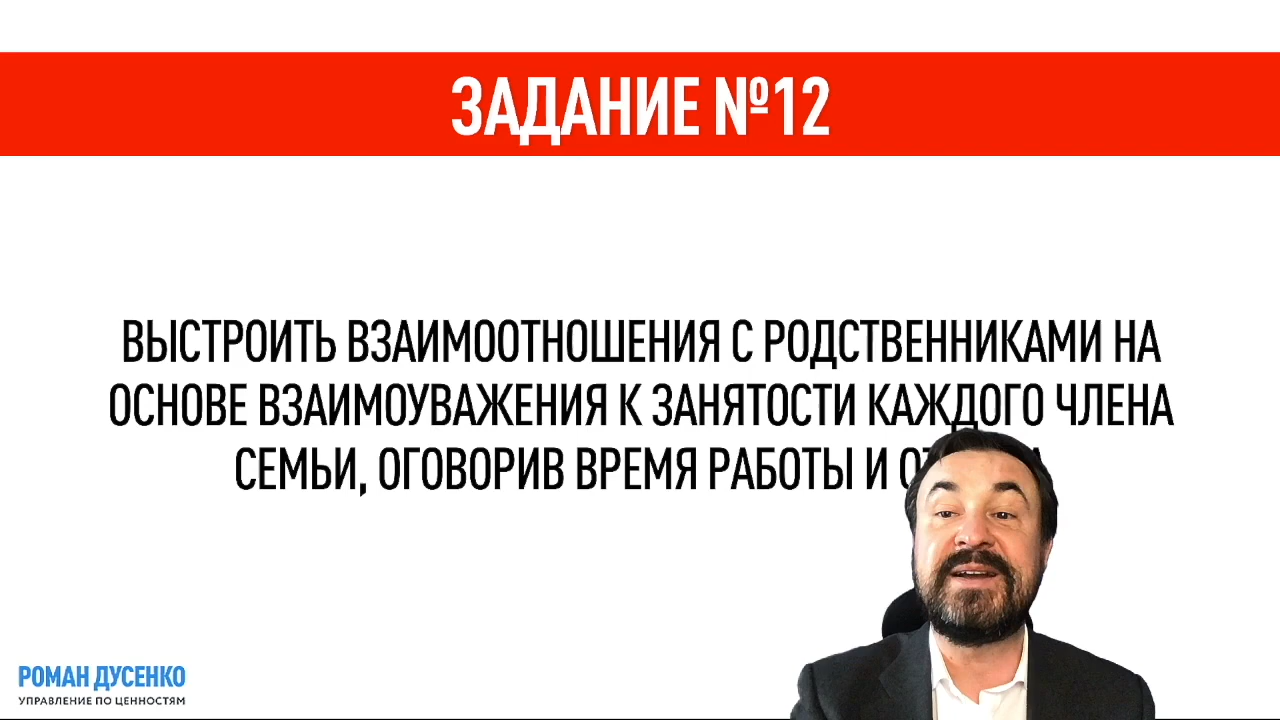 ЗАДАНИЕ №12
ВЫСТРОИТЬ ВЗАИМООТНОШЕНИЯ С РОДСТВЕННИКАМИ НА
ОСНОВЕ ВЗАИМОУВАЖЕНИЯ К ЗАНЯТОСТИ КАЖДОГО ЧЛЕНА
СЕМЬИ, ОГОВОРИВ ВРЕМЯ РАБОТЫ И
РОМАН ДУСЕНКО
УПРАВЛЕНИЕ ПО ЦЕННОСТЯМ